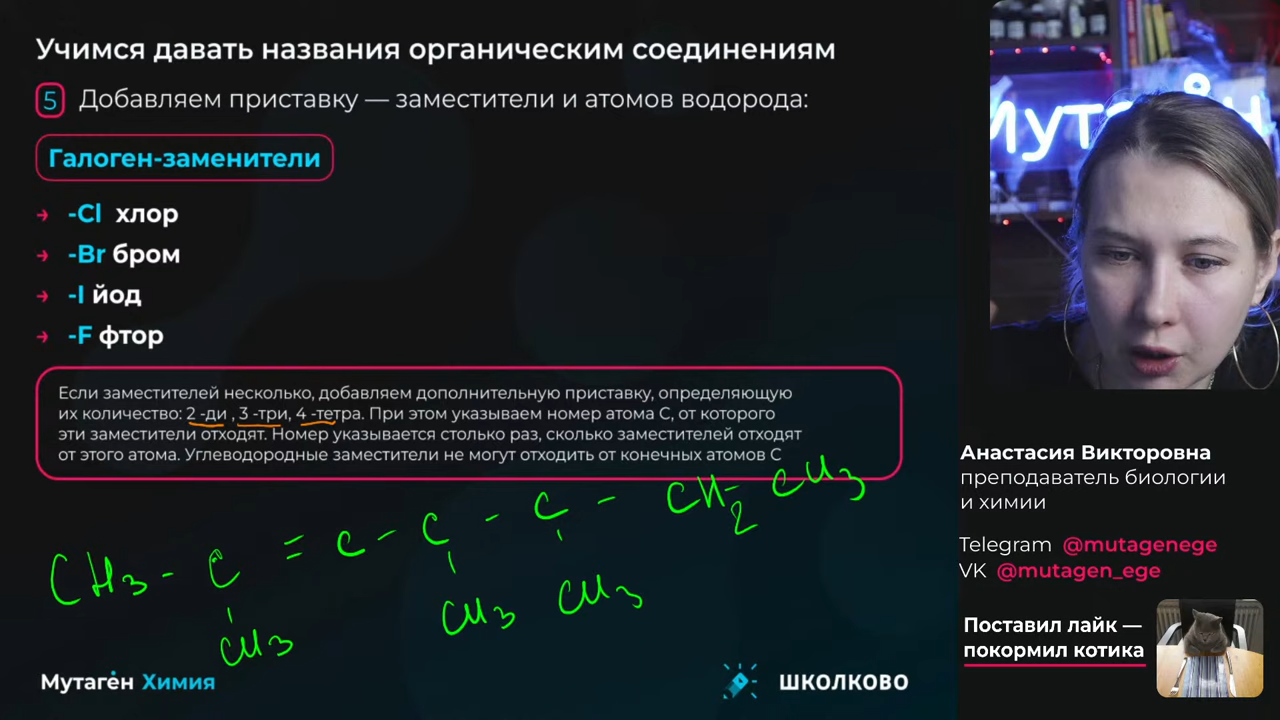 Учимся давать названия органическим соединениям
5 Добавляем приставку — заместители и атомов водорода:
Галоген-заменители
→ -Cl хлор
→ -Br бром
→ -I йод
→ -F фтор
Если заместителей несколько, добавляем дополнительную приставку, определяющую
их количество: 2 -ди , 3 -три, 4 -тетра. При этом указываем номер атома С, от которого
эти заместители отходят. Номер указывается столько раз, сколько заместителей отходят
от этого атома. Углеводородные заместители не могут отходить от конечных атомов С
CH3 - C = C - C - C - CH2 - CH3
CH3 CH3 CH3
Мутаген Химия
ШКОЛКОВО
Мутаген
Анастасия Викторовна
преподаватель биологии
и химии
Telegram @mutagenege
VK @mutagen_ege
Поставил лайк —
покормил котика